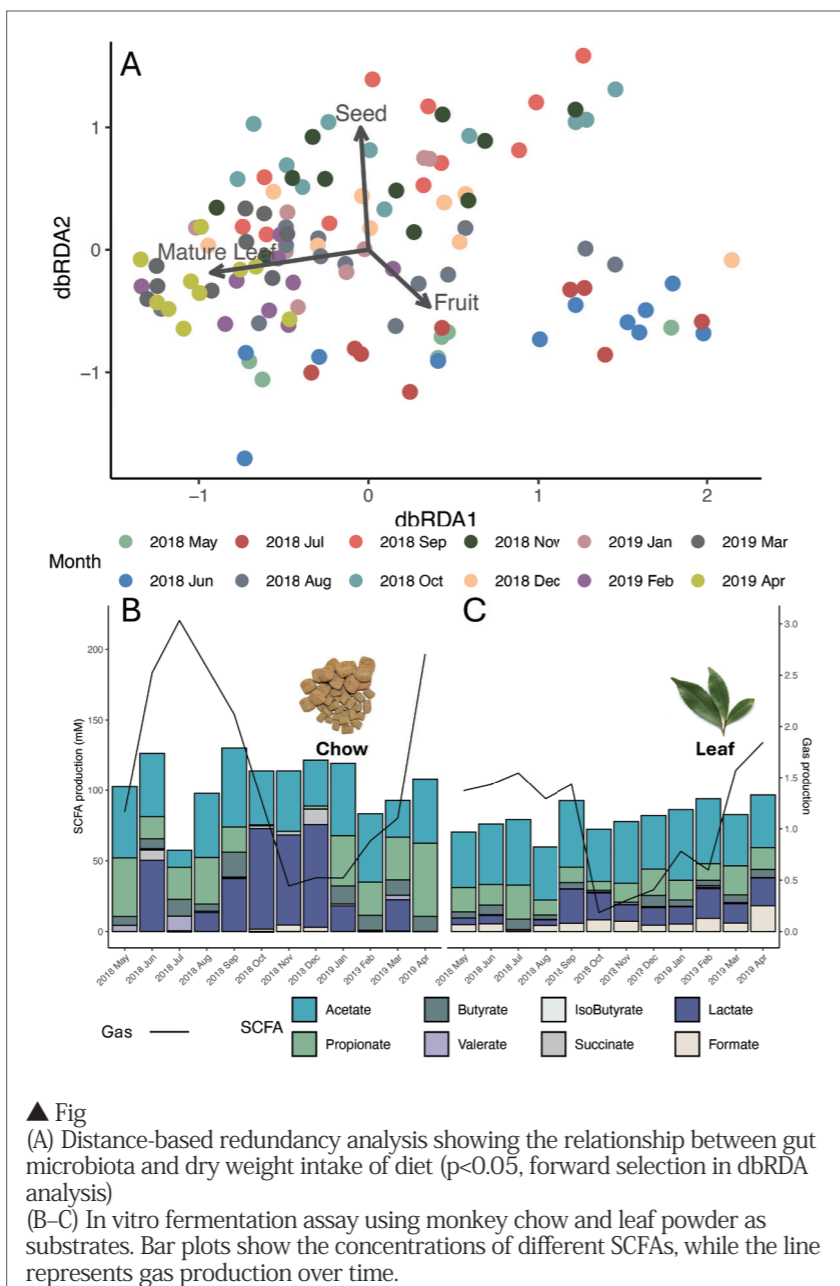 A
Seed
Mature Leaf
Fruit
dbRDA2
1
0
−1
−1
0
1
2
dbRDA1
Month
2018 May
2018 Jul
2018 Sep
2018 Nov
2019 Jan
2019 Mar
2018 Jun
2018 Aug
2018 Oct
2018 Dec
2019 Feb
2019 Apr
B
SCFA production (mM)
200
150
100
50
0
Chow
2018 May
2018 Jun
2018 Jul
2018 Aug
2018 Sep
2018 Oct
2018 Nov
2018 Dec
2019 Jan
2019 Feb
2019 Mar
2019 Apr
C
Leaf
3.0
2.5
2.0
1.5
1.0
0.5
0.0
Gas production
2018 May
2018 Jun
2018 Jul
2018 Aug
2018 Sep
2018 Oct
2018 Nov
2018 Dec
2019 Jan
2019 Feb
2019 Mar
2019 Apr
Gas
SCFA
Acetate
Butyrate
IsoButyrate
Lactate
Propionate
Valerate
Succinate
Formate
▲ Fig
(A) Distance-based redundancy analysis showing the relationship between gut
microbiota and dry weight intake of diet (p<0.05, forward selection in dbRDA
analysis)
(B–C) In vitro fermentation assay using monkey chow and leaf powder as
substrates. Bar plots show the concentrations of different SCFAs, while the line
represents gas production over time.